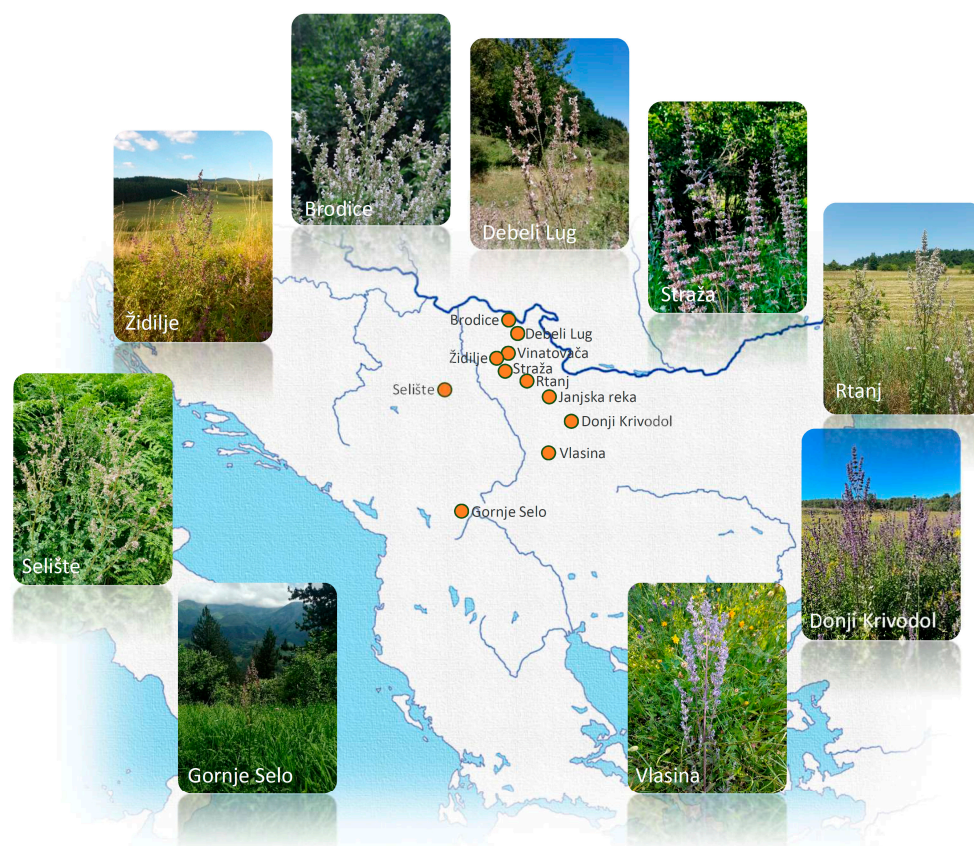 Brodice
Debeli Lug
Straža
Židilje
Rtanj
Brodice
Debeli Lug
Vinatovača
Židilje
Straža
Rtanj
Selište
Janjska reka
Donji Krivodol
Vlasina
Gornje Selo
Selište
Donji Krivodol
Gornje Selo
Vlasina